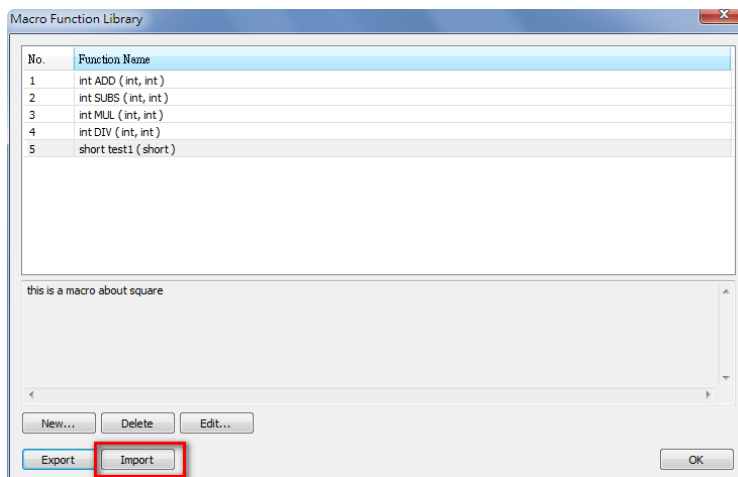 Macro Function Library
No. Function Name
1 int ADD ( int, int )
2 int SUBS ( int, int )
3 int MUL ( int, int )
4 int DIV ( int, int )
5 short test1 ( short )
this is a macro about square
New... Delete Edit...
Export Import OK